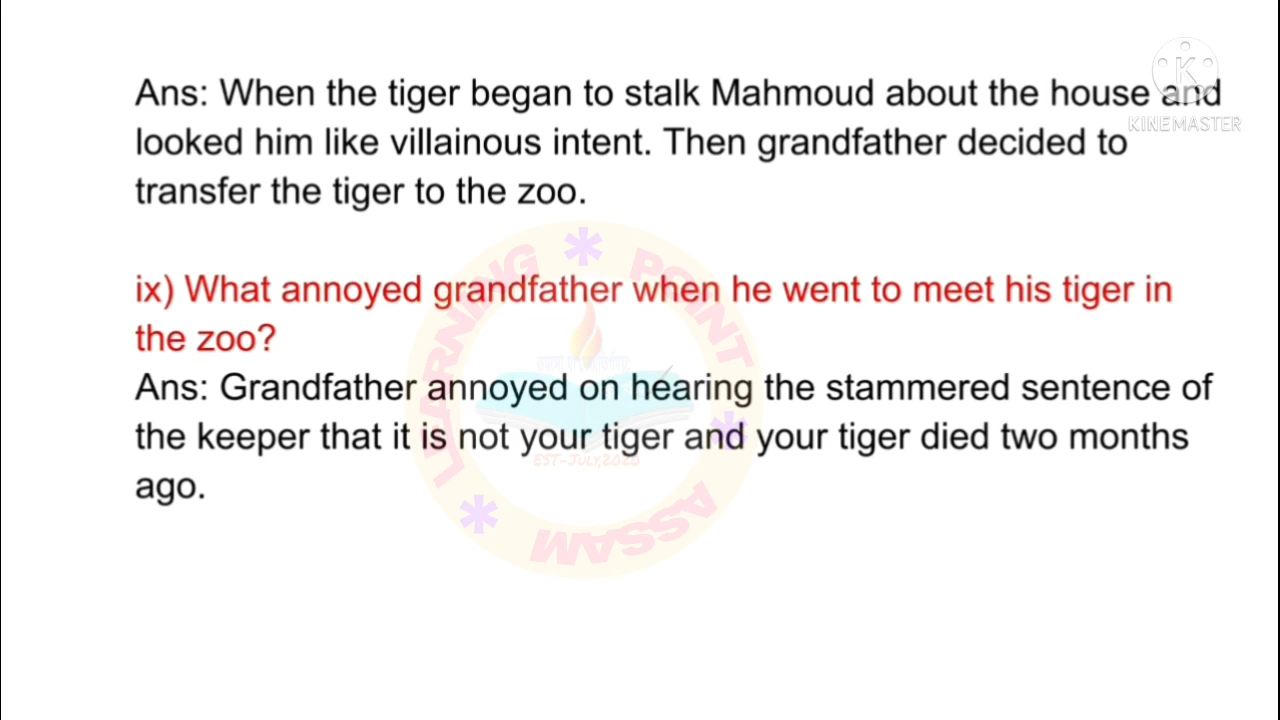 Ans: When the tiger began to stalk Mahmoud about the house and
looked him like villainous intent. Then grandfather decided to
transfer the tiger to the zoo.
KINEMASTER
ix) What annoyed grandfather when he went to meet his tiger in
the zoo?
Ans: Grandfather annoyed on hearing the stammered sentence of
the keeper that it is not your tiger and your tiger died two months
ago.
LEARNING POINT ASSAM
EST-JULY,2020